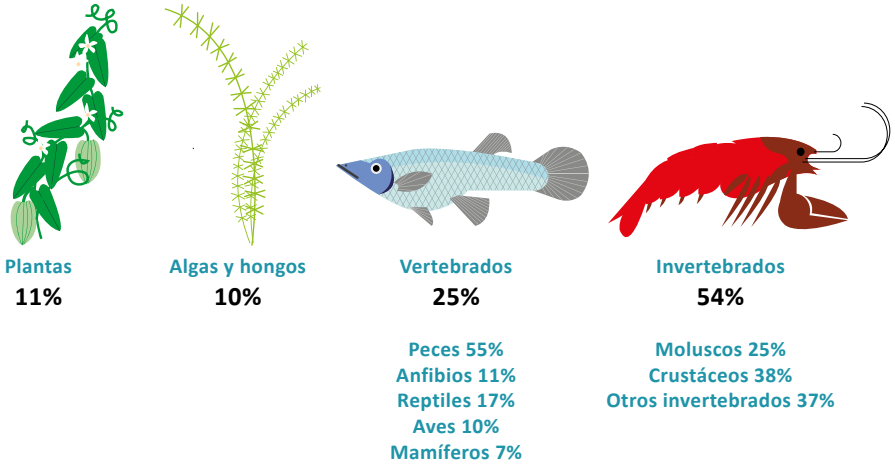 Plantas
11%
Algas y hongos
10%
Vertebrados
25%
Peces 55%
Anfibios 11%
Reptiles 17%
Aves 10%
Mamíferos 7%
Invertebrados
54%
Moluscos 25%
Crustáceos 38%
Otros invertebrados 37%